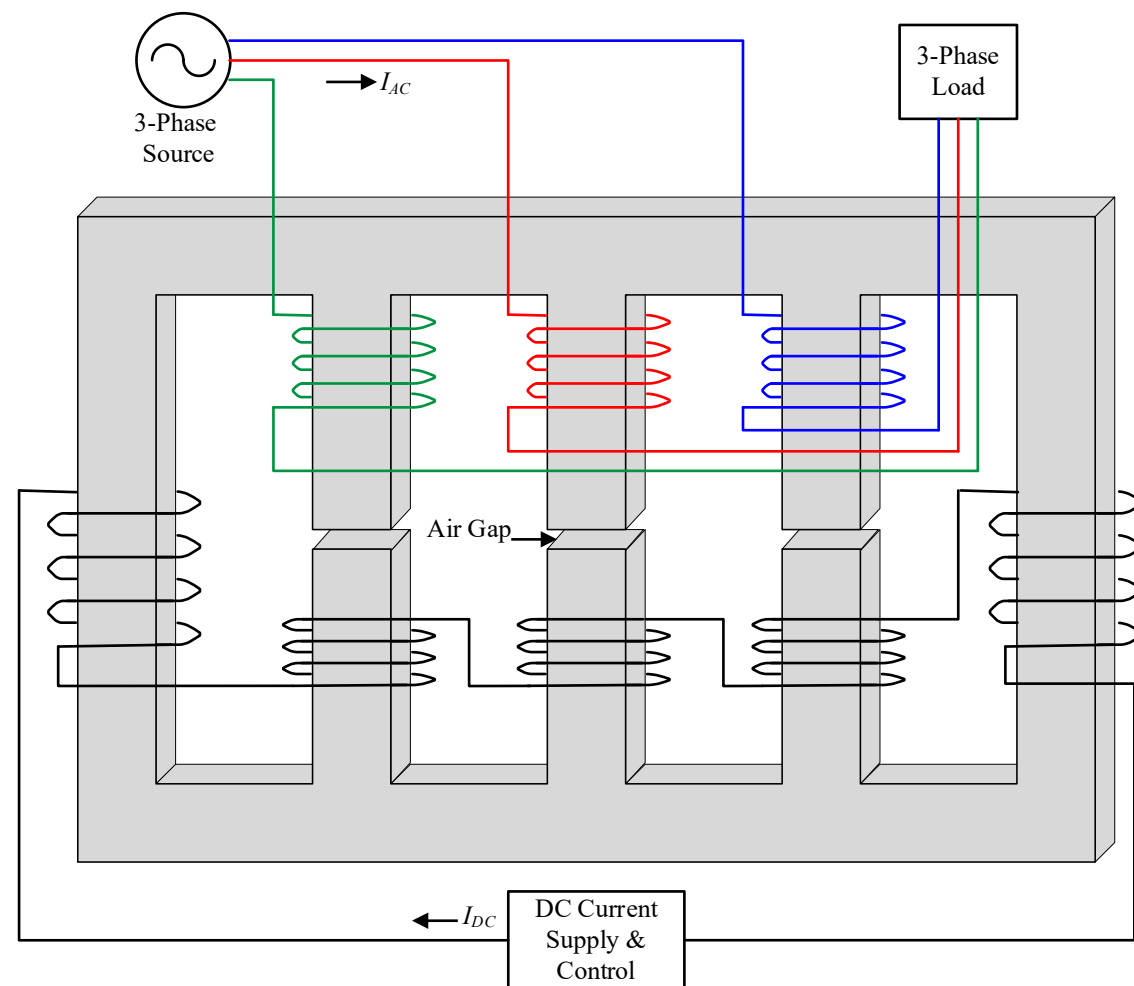 3-Phase
Source
I_AC
3-Phase
Load
Air Gap
I_DC
DC Current
Supply &
Control